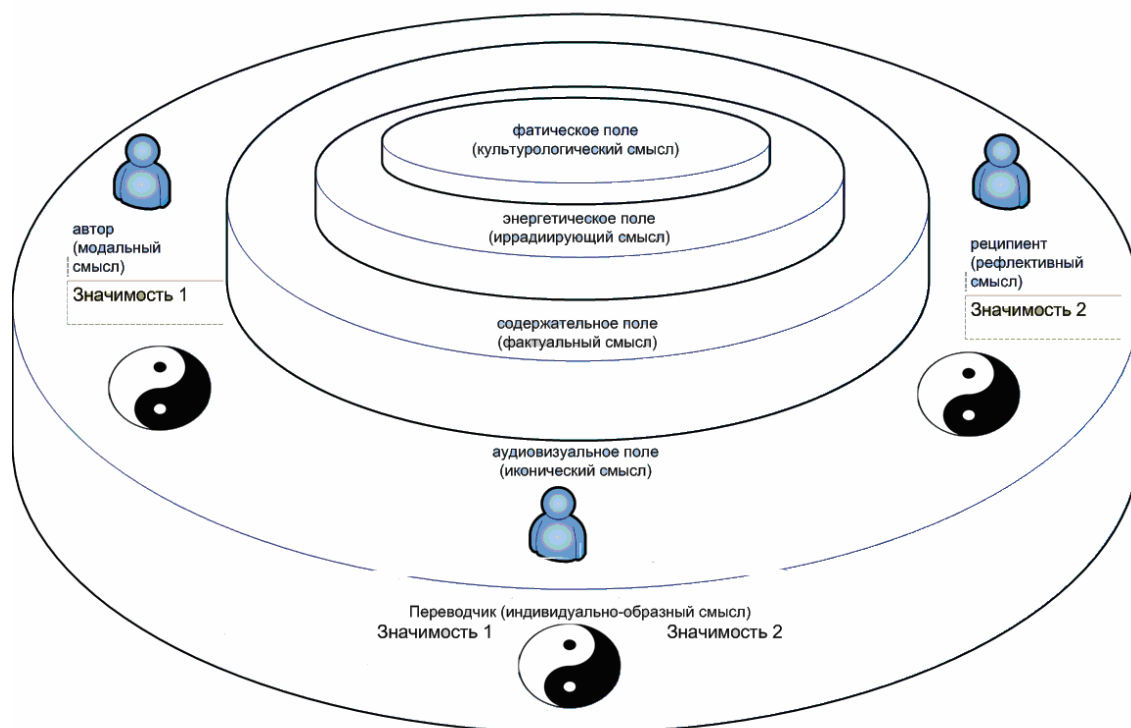 фатическое поле
(культурологический смысл)
энергетическое поле
(иррадиирующий смысл)
автор
(модальный
смысл)
Значимость 1
реципиент
(рефлективный
смысл)
Значимость 2
содержательное поле
(фактуальный смысл)
аудиовизуальное поле
(иконический смысл)
Переводчик (индивидуально-образный смысл)
Значимость 1
Значимость 2